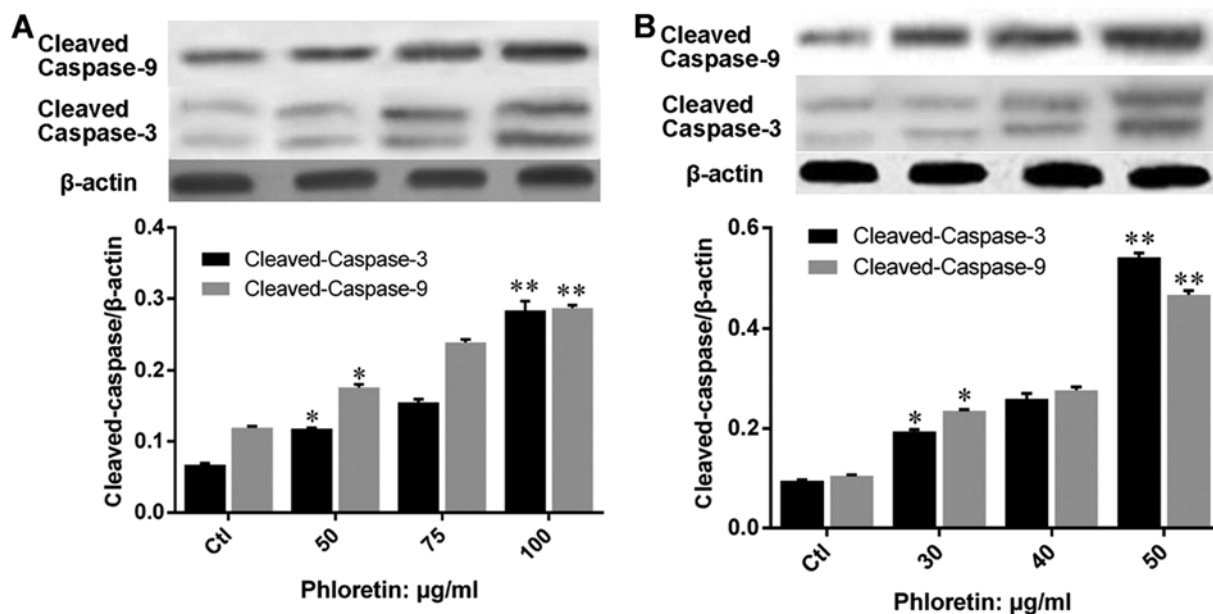 A
Cleaved
Caspase-9
Cleaved
Caspase-3
β-actin
Cleaved-caspase/β-actin
0.4
0.3
0.2
0.1
0.0
Cleaved-Caspase-3
Cleaved-Caspase-9
*
*
**
**
Ctl
50
75
100
Phloretin: µg/ml
B
Cleaved
Caspase-9
Cleaved
Caspase-3
β-actin
Cleaved-caspase/β-actin
0.6
0.4
0.2
0.0
Cleaved-Caspase-3
Cleaved-Caspase-9
*
*
**
**
Ctl
30
40
50
Phloretin: µg/ml